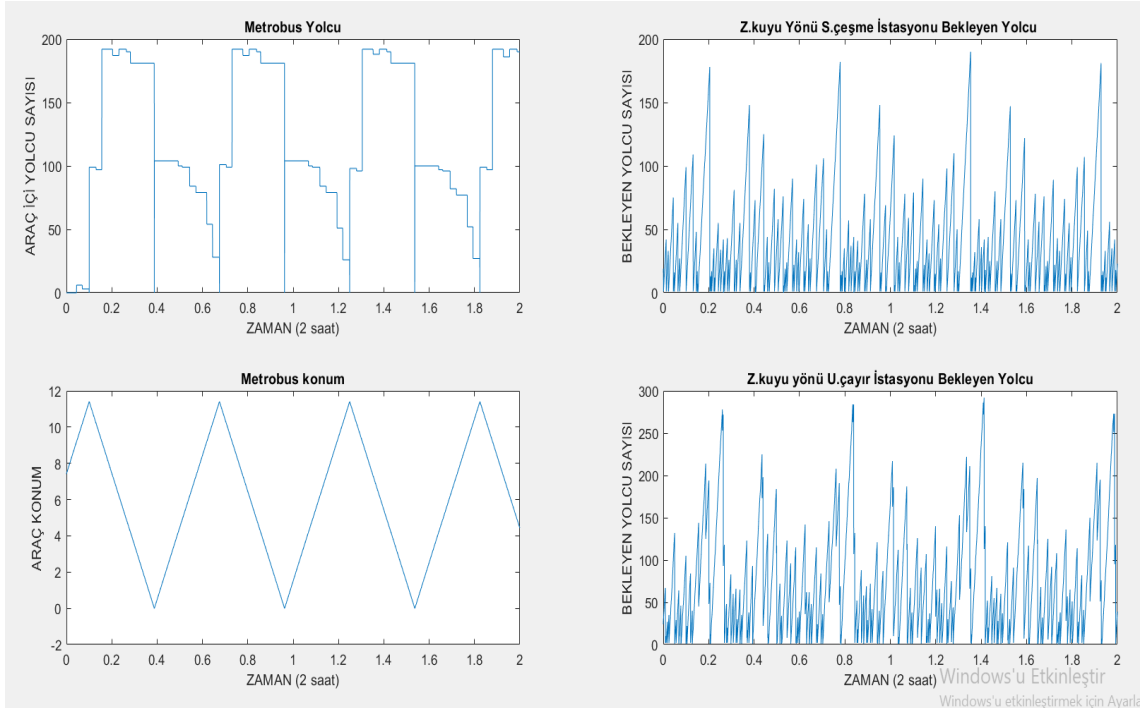 Metrobus Yolcu
ARAÇ İÇİ YOLCU SAYISI
200
150
100
50
0
0 0.2 0.4 0.6 0.8 1 1.2 1.4 1.6 1.8 2
ZAMAN (2 saat)
Z.kuyu Yönü S.çeşme İstasyonu Bekleyen Yolcu
BEKLEYEN YOLCU SAYISI
200
150
100
50
0
0 0.2 0.4 0.6 0.8 1 1.2 1.4 1.6 1.8 2
ZAMAN (2 saat)
Metrobus konum
ARAÇ KONUM
12
10
8
6
4
2
0
-2
0 0.2 0.4 0.6 0.8 1 1.2 1.4 1.6 1.8 2
ZAMAN (2 saat)
Z.kuyu yönü U.çayır İstasyonu Bekleyen Yolcu
BEKLEYEN YOLCU SAYISI
300
250
200
150
100
50
0
0 0.2 0.4 0.6 0.8 1 1.2 1.4 1.6 1.8 2
ZAMAN (2 saat)
Windows'u Etkinleştir
Windows'u etkinleştirmek için Ayarla